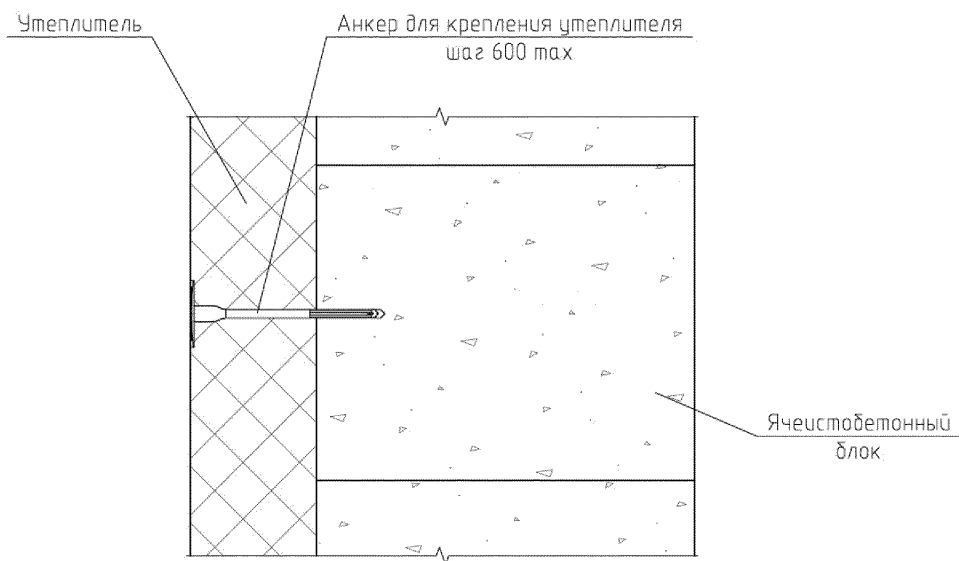 Утеплитель
Анкер для крепления утеплителя
шаг 600 max
Ячеистобетонный
блок